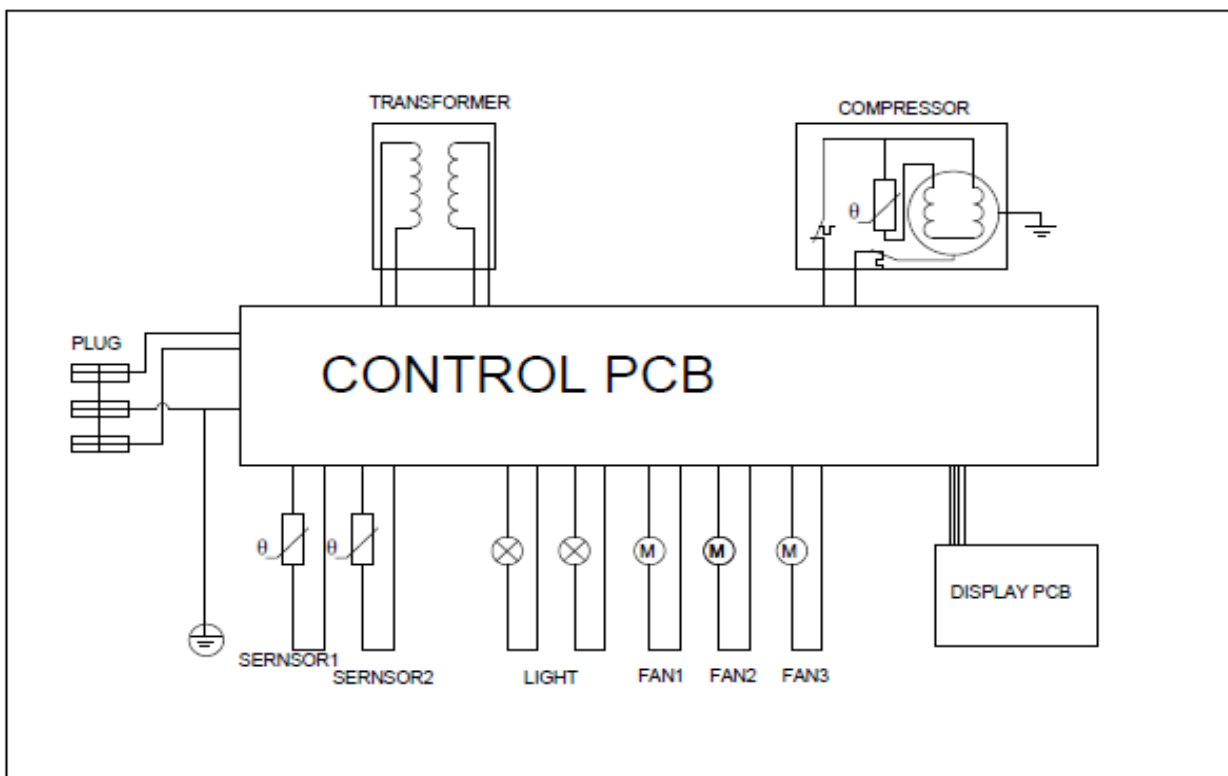 TRANSFORMER
COMPRESSOR
θ
PLUG
CONTROL PCB
θ
θ
M
M
M
DISPLAY PCB
SERNSOR1
SERNSOR2
LIGHT
FAN1
FAN2
FAN3